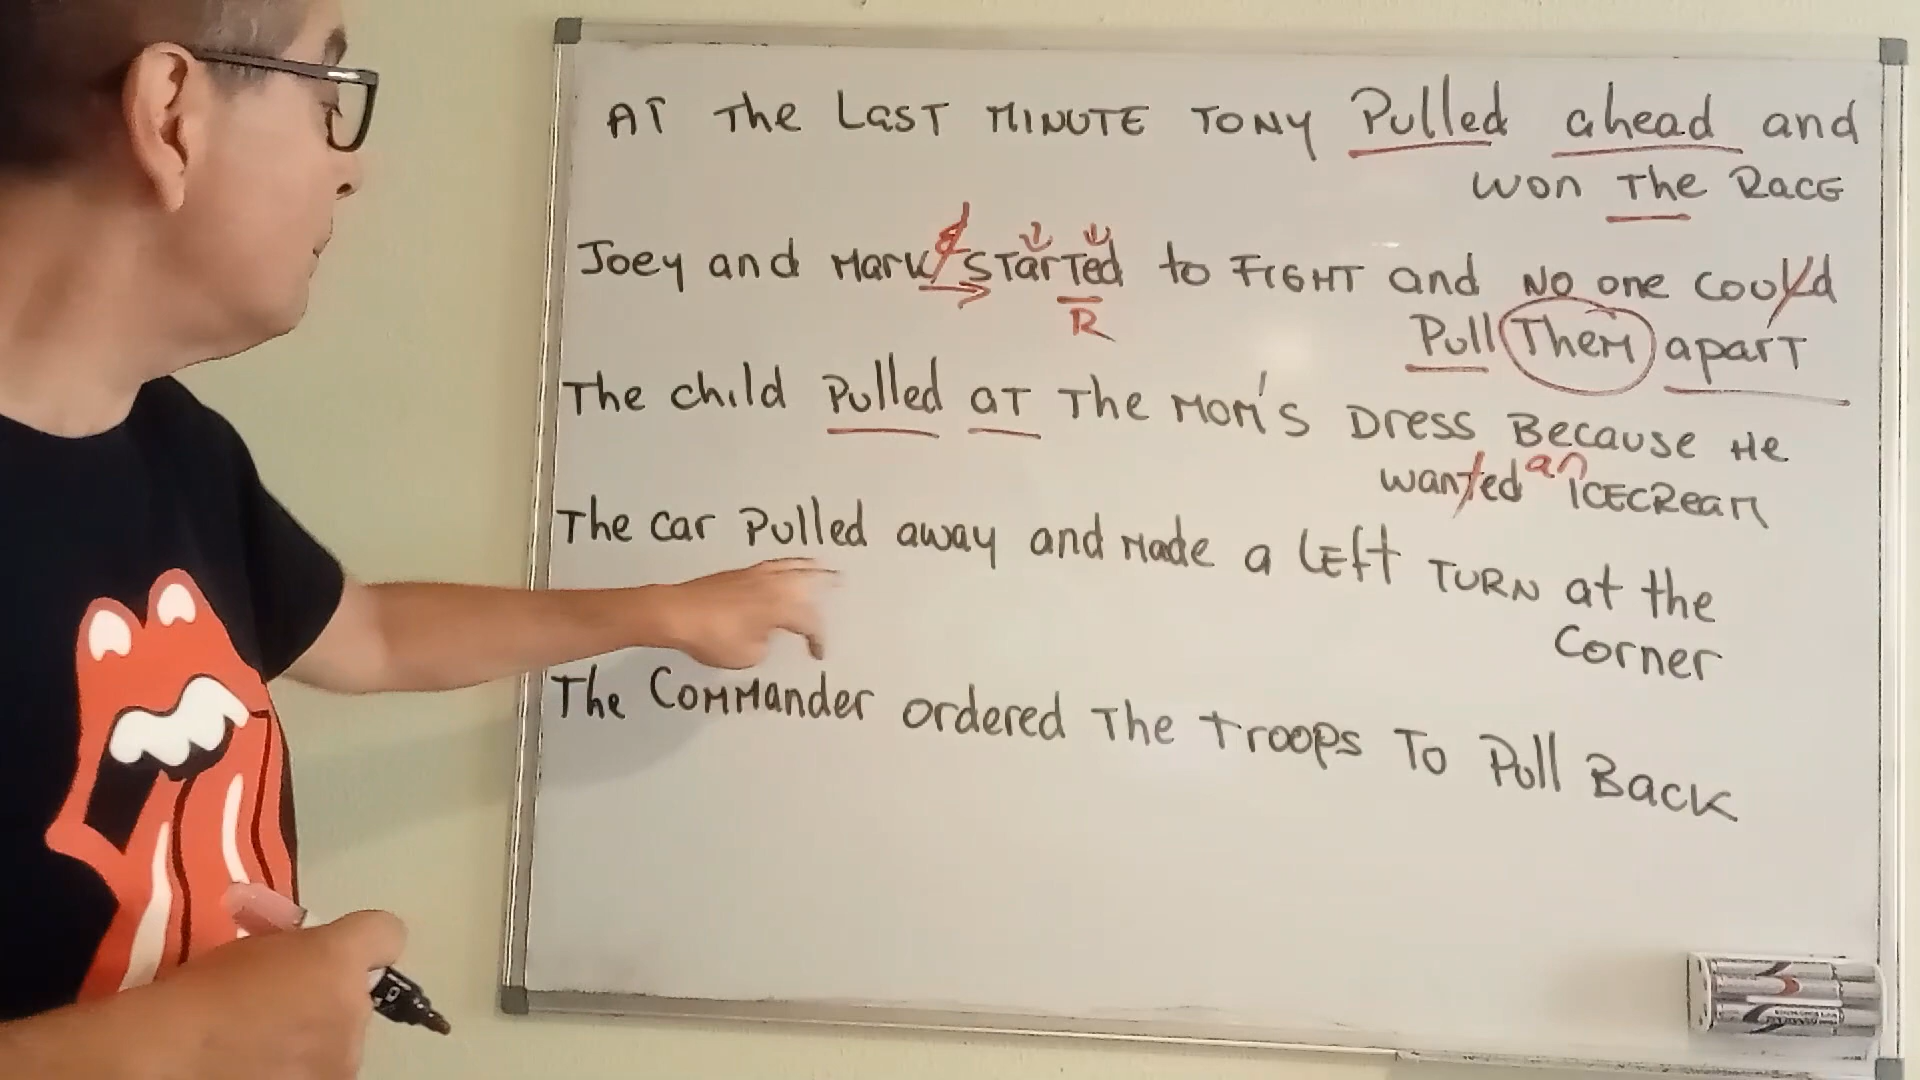 AT The LAST MINUTE TONY Pulled ahead and
won The RACE
Joey and Mark STarTed to FIGHT and NO one could
R
Pull Them apart
The child Pulled aT The Mom's Dress Because He
wanted an ICECReam
The car Pulled away and Made a LEft TURN at the
Corner
The Commander ordered The Troops To Pull Back